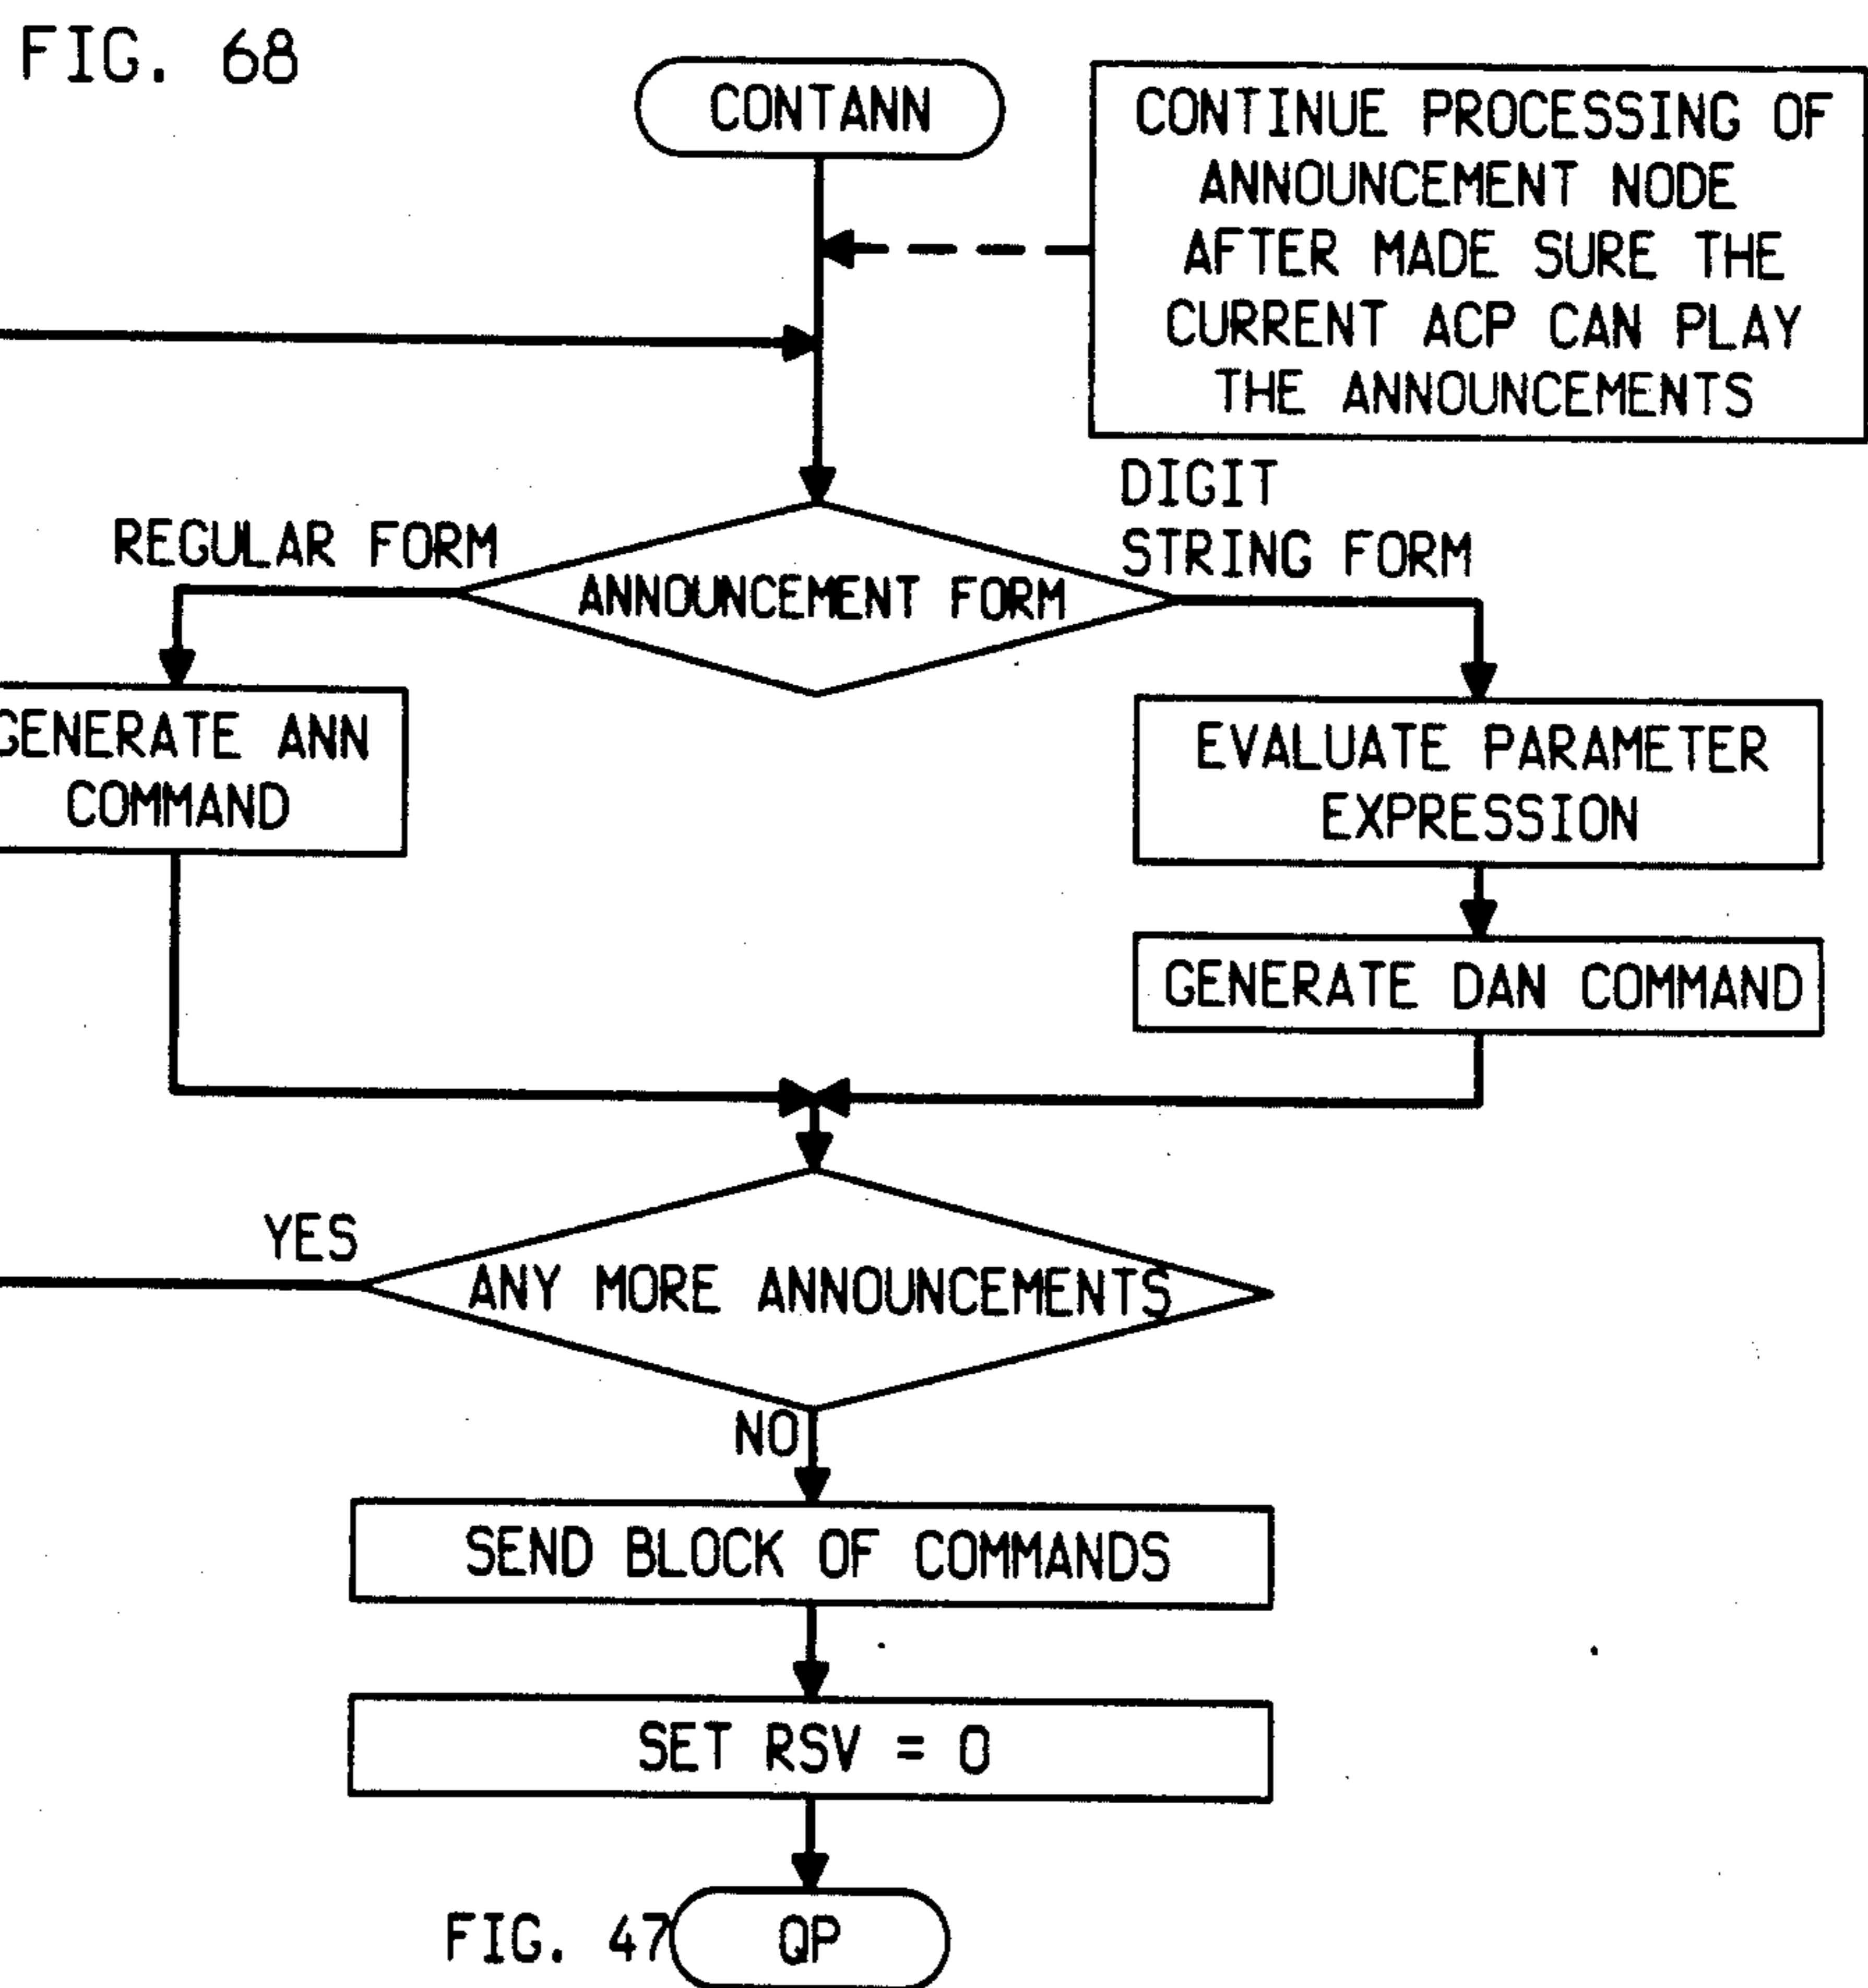 FIG. 68
CONTANN
CONTINUE PROCESSING OF
ANNOUNCEMENT NODE
AFTER MADE SURE THE
CURRENT ACP CAN PLAY
THE ANNOUNCEMENTS
REGULAR FORM
ANNOUNCEMENT FORM
DIGIT
STRING FORM
GENERATE ANN
COMMAND
EVALUATE PARAMETER
EXPRESSION
GENERATE DAN COMMAND
YES
ANY MORE ANNOUNCEMENTS
NO
SEND BLOCK OF COMMANDS
SET RSV = 0
FIG. 47
QP